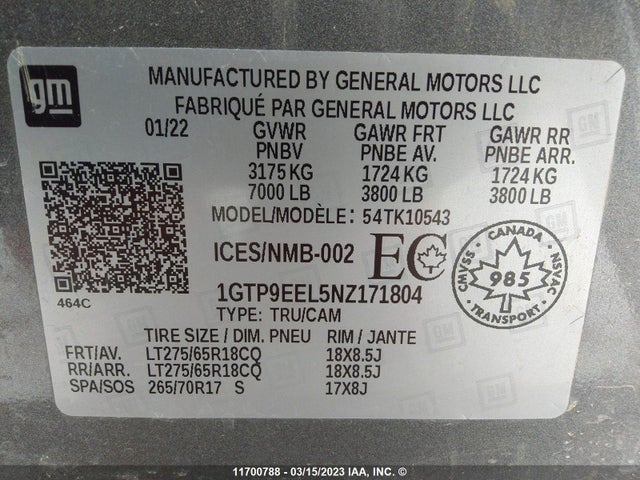 gm
MANUFACTURED BY GENERAL MOTORS LLC
FABRIQUÉ PAR GENERAL MOTORS LLC
01/22 GVWR GAWR FRT GAWR RR
PNBV PNBE AV. PNBE ARR.
3175 KG 1724 KG 1724 KG
7000 LB 3800 LB 3800 LB
MODEL/MODÈLE: 54TK10543
ICES/NMB-002 EC
CANADA
CMVSS 985 NSVAC
TRANSPORT
464C
1GTP9EEL5NZ171804
TYPE: TRU/CAM
TIRE SIZE / DIM. PNEU RIM / JANTE
FRT/AV. LT275/65R18CQ 18X8.5J
RR/ARR. LT275/65R18CQ 18X8.5J
SPA/SOS 265/70R17 S 17X8J
11700788 - 03/15/2023 IAA, INC. ©